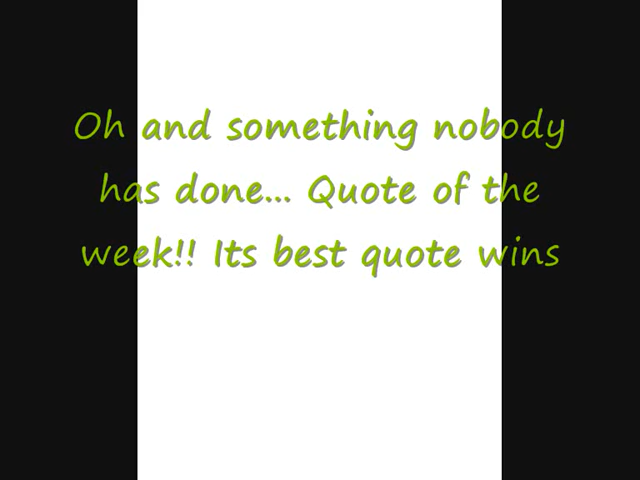 Oh and something nobody
has done... Quote of the
week!! Its best quote wins